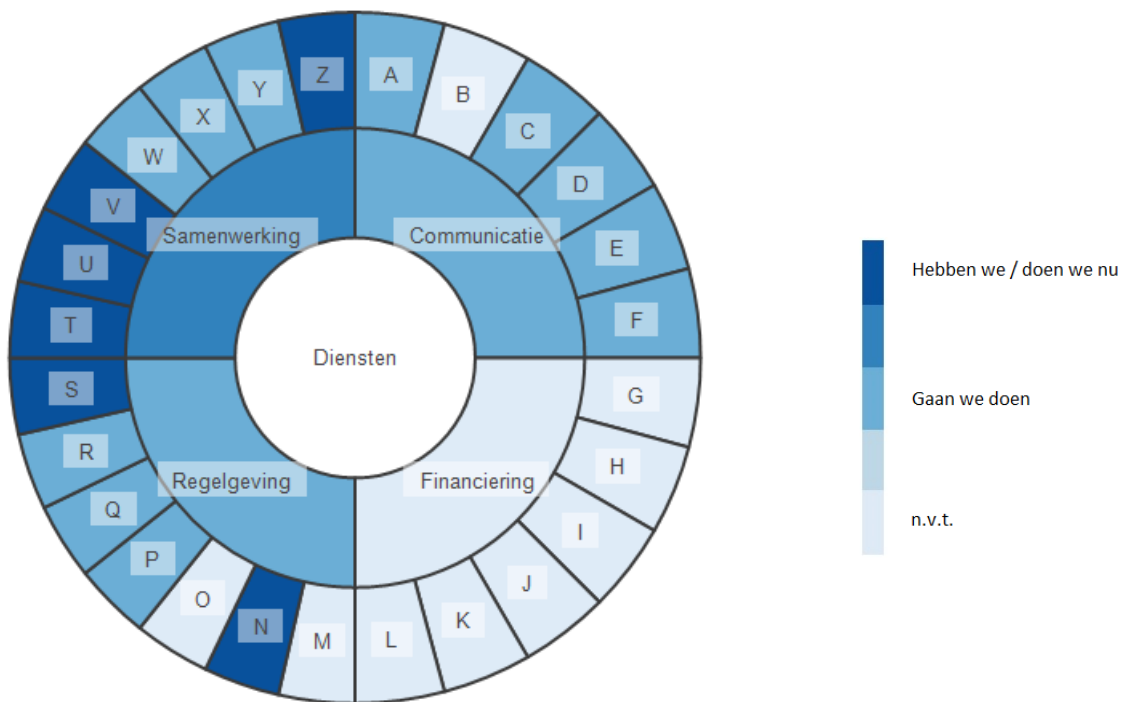 Z
A
Y
B
X
C
W
D
V
Samenwerking
Communicatie
E
U
F
T
Diensten
S
G
R
H
Regelgeving
Financiering
Q
I
P
J
O
K
N
M
L
Hebben we / doen we nu
Gaan we doen
n.v.t.